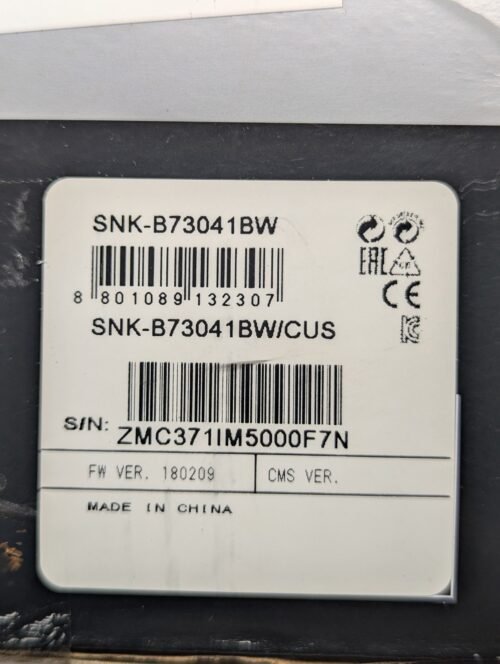 SNK-B73041BW
8 801089 132307
SNK-B73041BW/CUS
S/N: ZMC371IM5000F7N
FW VER. 180209
CMS VER.
MADE IN CHINA
EAC
CE